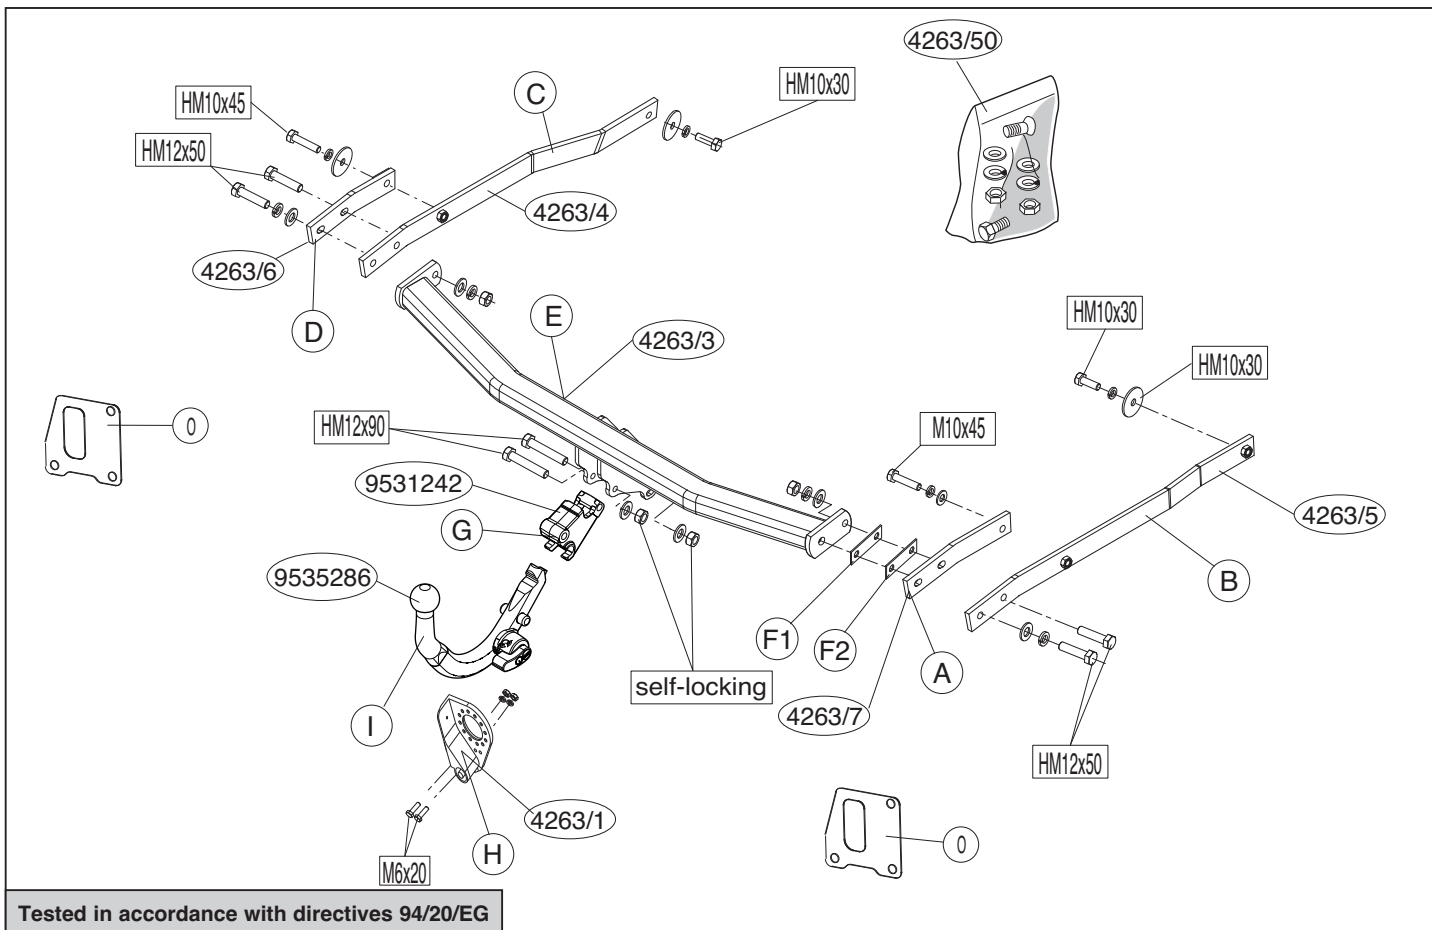 4263/50
HM10x30
C
HM10x45
HM12x50
4263/4
4263/6
D
E
4263/3
HM10x30
HM10x30
0
HM12x90
M10x45
9531242
G
4263/5
9535286
B
F1
F2
A
self-locking
4263/7
I
HM12x50
4263/1
H
0
M6x20
Tested in accordance with directives 94/20/EG